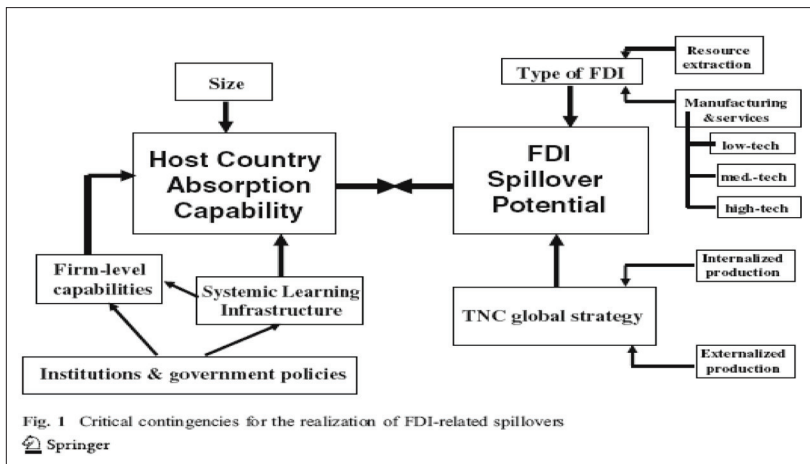 Size
Host Country
Absorption
Capability
Firm-level
capabilities
Systemic Learning
Infrastructure
Institutions & government policies
Type of FDI
Resource
extraction
Manufacturing
&services
low-tech
med.-tech
high-tech
FDI
Spillover
Potential
TNC global strategy
Internalized
production
Externalized
production
Fig. 1 Critical contingencies for the realization of FDI-related spillovers
Springer